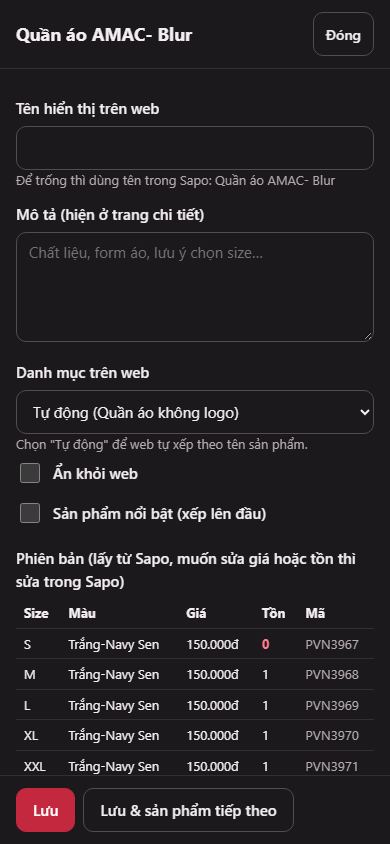 Quần áo AMAC- Blur
Đóng
Tên hiển thị trên web
Để trống thì dùng tên trong Sapo: Quần áo AMAC- Blur
Mô tả (hiện ở trang chi tiết)
Chất liệu, form áo, lưu ý chọn size...
Danh mục trên web
Tự động (Quần áo không logo)
Chọn "Tự động" để web tự xếp theo tên sản phẩm.
Ẩn khỏi web
Sản phẩm nổi bật (xếp lên đầu)
Phiên bản (lấy từ Sapo, muốn sửa giá hoặc tồn thì
sửa trong Sapo)
Size Màu Giá Tồn Mã
S Trắng-Navy Sen 150.000đ 0 PVN3967
M Trắng-Navy Sen 150.000đ 1 PVN3968
L Trắng-Navy Sen 150.000đ 1 PVN3969
XL Trắng-Navy Sen 150.000đ 1 PVN3970
XXL Trắng-Navy Sen 150.000đ 1 PVN3971
Lưu
Lưu & sản phẩm tiếp theo